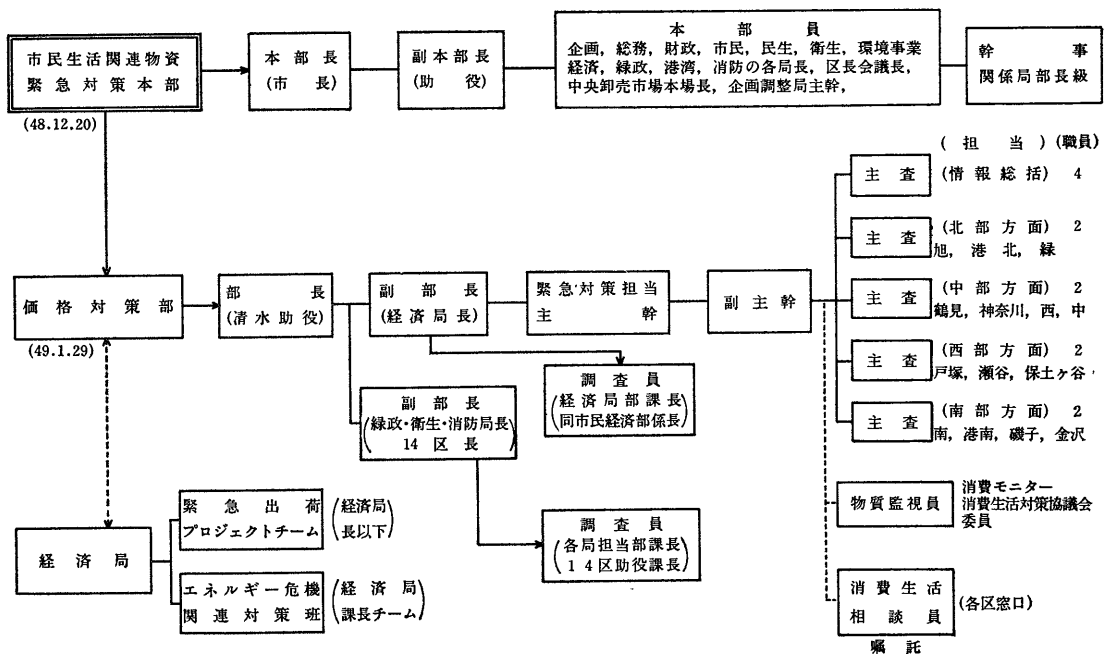 市民生活関連物資
緊急対策本部
(48.12.20)
本部長
(市長)
副本部長
(助役)
本部員
企画，総務，財政，市民，民生，衛生，環境事業
経済，緑政，港湾，消防の各局長，区長会議長，
中央卸売市場本場長，企画調整局主幹，
幹事
関係局部長級
(担当)(職員)
主査 (情報総括) 4
主査 (北部方面) 2
旭，港北，緑
主査 (中部方面) 2
鶴見，神奈川，西，中
主査 (西部方面) 2
戸塚，瀬谷，保土ヶ谷
主査 (南部方面) 2
南，港南，磯子，金沢
価格対策部
(49.1.29)
部長
(清水助役)
副部長
(経済局長)
緊急対策担当
主幹
副主幹
調査員
(経済局部課長
同市民経済部係長)
副部長
(緑政・衛生・消防局長
14区長)
調査員
(各局担当部課長
14区助役課長)
物質監視員
消費モニター
消費生活対策協議会
委員
消費生活
相談員
(各区窓口)
嘱託
経済局
緊急出荷
プロジェクトチーム
(経済局
長以下)
エネルギー危機
関連対策班
(経済局
課長チーム)